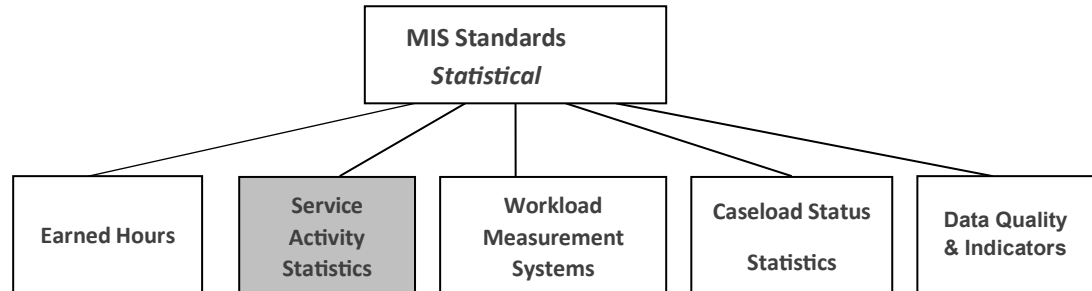 MIS Standards
Statistical
Earned Hours
Service
Activity
Statistics
Workload
Measurement
Systems
Caseload Status
Statistics
Data Quality
& Indicators